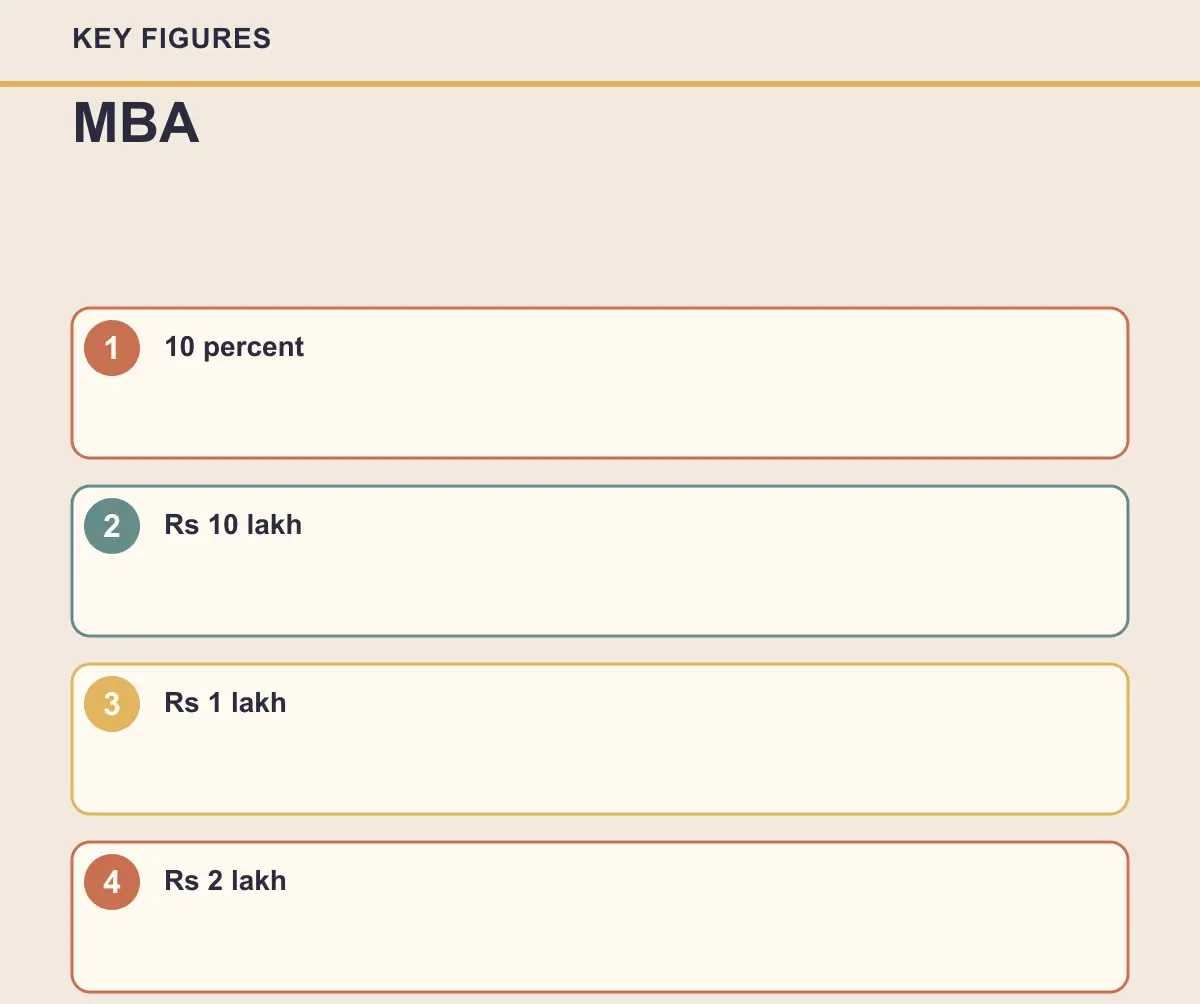 KEY FIGURES
MBA
1 10 percent
2 Rs 10 lakh
3 Rs 1 lakh
4 Rs 2 lakh